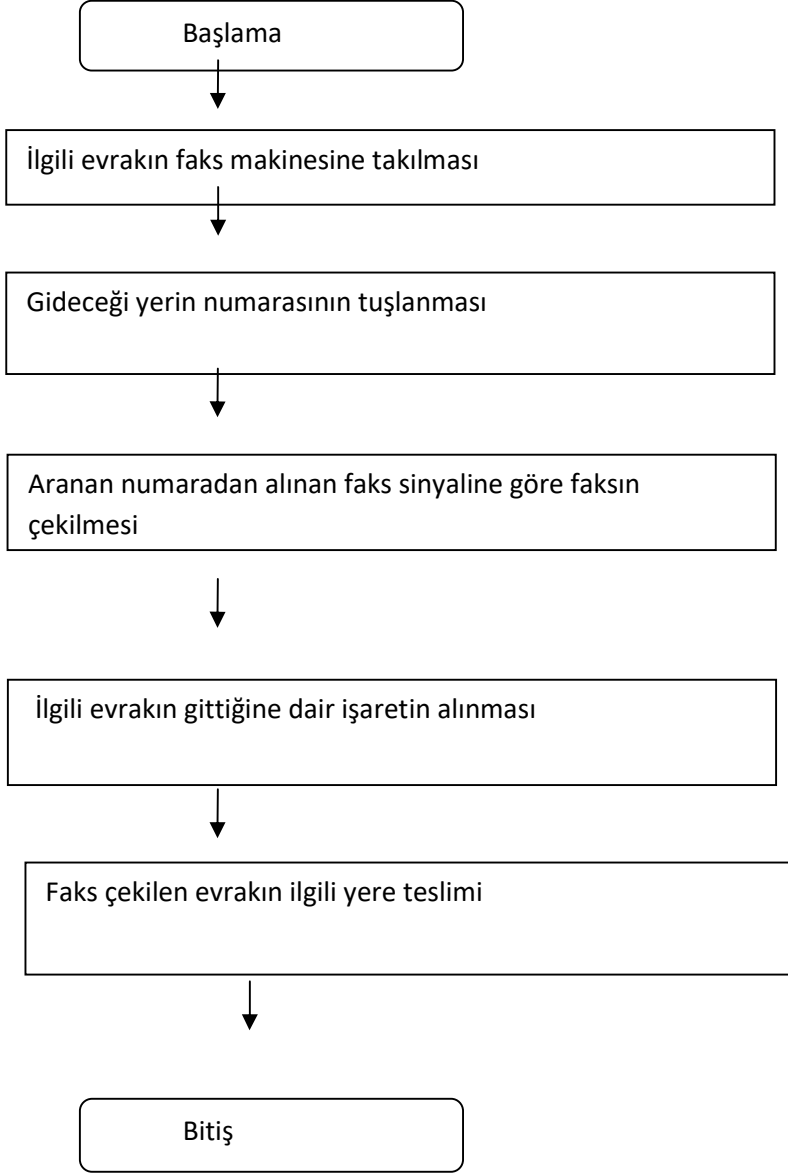 Başlama
İlgili evrakın faks makinesine takılması
Gideceği yerin numarasının tuşlanması
Aranan numaradan alınan faks sinyaline göre faksın
çekilmesi
İlgili evrakın gittiğine dair işaretin alınması
Faks çekilen evrakın ilgili yere teslimi
Bitiş